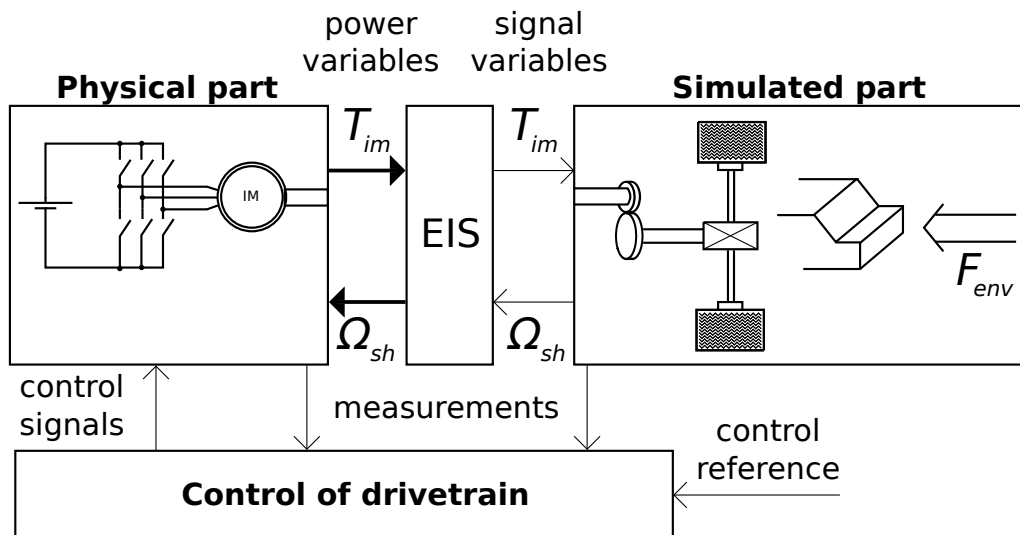 power
variables
signal
variables
Physical part
Simulated part
T_im
T_im
IM
EIS
F_env
Ω_sh
Ω_sh
control
signals
measurements
control
reference
Control of drivetrain